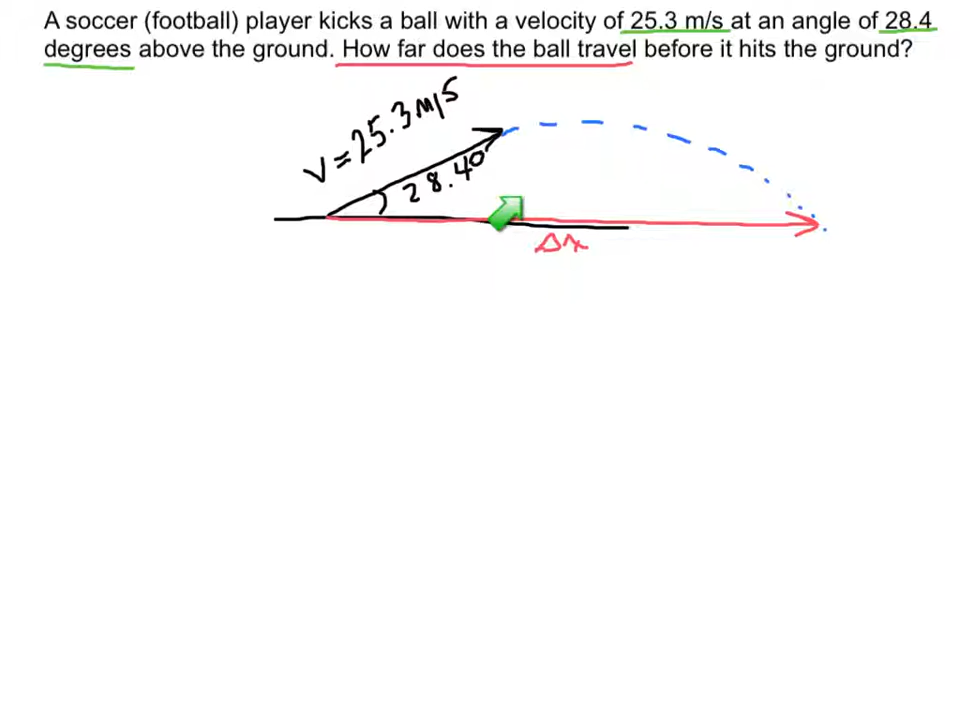 A soccer (football) player kicks a ball with a velocity of 25.3 m/s at an angle of 28.4
degrees above the ground. How far does the ball travel before it hits the ground?
V = 25.3 m/s
28.4°
Δx